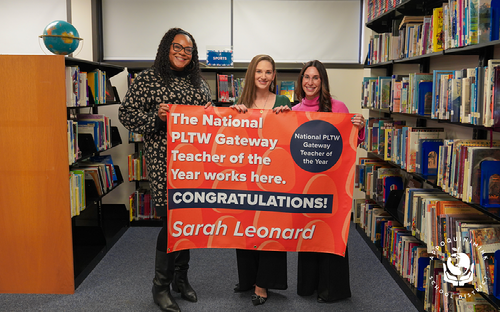 SPORTS
The National
PLTW Gateway
Teacher of the
Year works here.
National PLTW
Gateway
Teacher of
the Year
CONGRATULATIONS!
Sarah Leonard